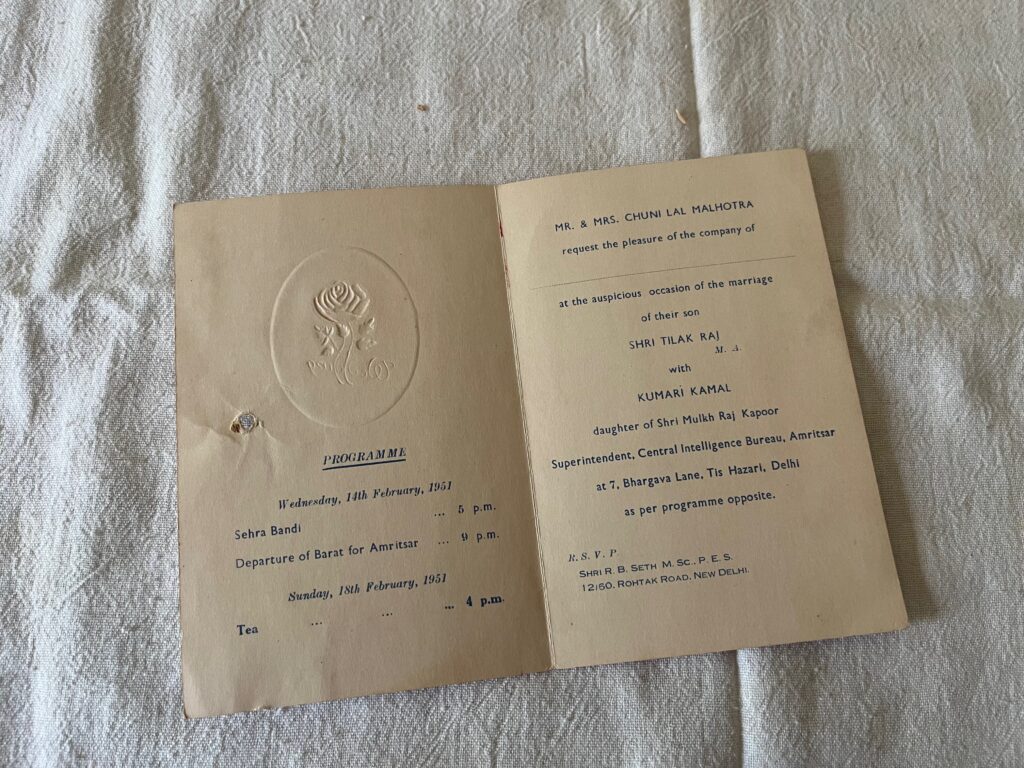 PROGRAMME
Wednesday, 14th February, 1951
Sehra Bandi ... 5 p.m.
Departure of Barat for Amritsar ... 9 p.m.
Sunday, 18th February, 1951
Tea ... ... ... 4 p.m.
MR. & MRS. CHUNI LAL MALHOTRA
request the pleasure of the company of
at the auspicious occasion of the marriage
of their son
SHRI TILAK RAJ
M. A.
with
KUMARI KAMAL
daughter of Shri Mulkh Raj Kapoor
Superintendent, Central Intelligence Bureau, Amritsar
at 7, Bhargava Lane, Tis Hazari, Delhi
as per programme opposite.
R. S. V. P
SHRI R. B. SETH M. SC., P. E. S.
12/60, ROHTAK ROAD, NEW DELHI.